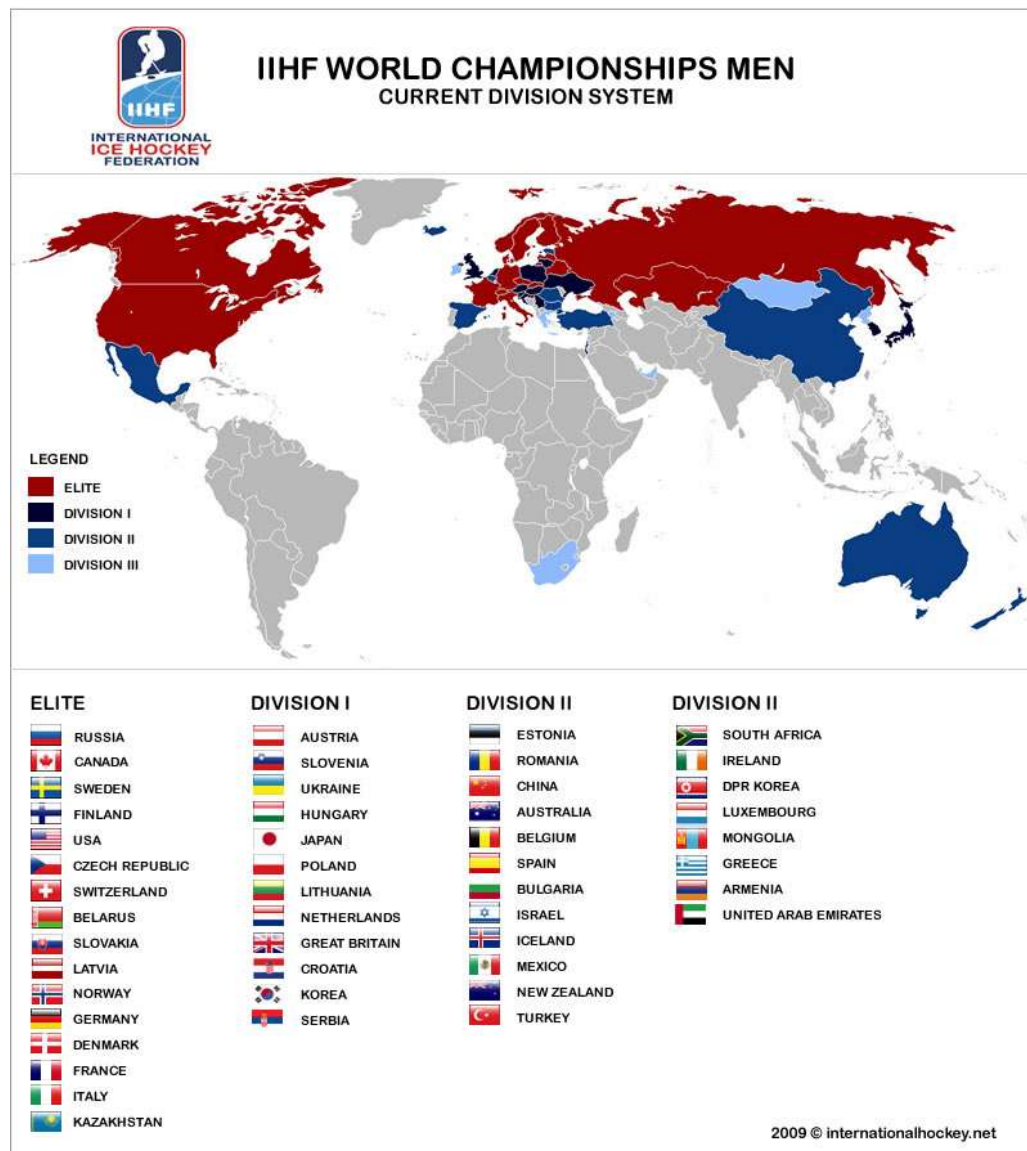 IIHF
INTERNATIONAL
ICE HOCKEY
FEDERATION
IIHF WORLD CHAMPIONSHIPS MEN
CURRENT DIVISION SYSTEM
LEGEND
ELITE
DIVISION I
DIVISION II
DIVISION III
ELITE
RUSSIA
CANADA
SWEDEN
FINLAND
USA
CZECH REPUBLIC
SWITZERLAND
BELARUS
SLOVAKIA
LATVIA
NORWAY
GERMANY
DENMARK
FRANCE
ITALY
KAZAKHSTAN
DIVISION I
AUSTRIA
SLOVENIA
UKRAINE
HUNGARY
JAPAN
POLAND
LITHUANIA
NETHERLANDS
GREAT BRITAIN
CROATIA
KOREA
SERBIA
DIVISION II
ESTONIA
ROMANIA
CHINA
AUSTRALIA
BELGIUM
SPAIN
BULGARIA
ISRAEL
ICELAND
MEXICO
NEW ZEALAND
TURKEY
DIVISION II
SOUTH AFRICA
IRELAND
DPR KOREA
LUXEMBOURG
MONGOLIA
GREECE
ARMENIA
UNITED ARAB EMIRATES
2009 © internationalhockey.net